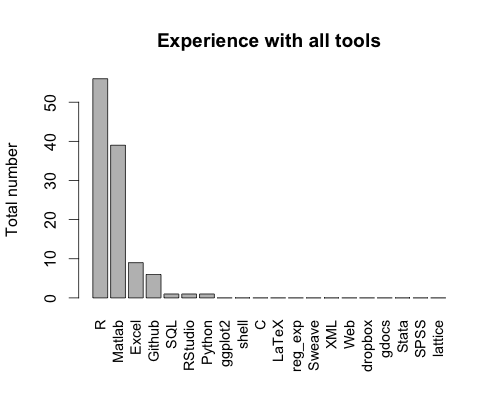 Experience with all tools
Total number
50
40
30
20
10
0
R
Matlab
Excel
Github
SQL
RStudio
Python
ggplot2
shell
C
LaTeX
reg_exp
Sweave
XML
Web
dropbox
gdocs
Stata
SPSS
lattice